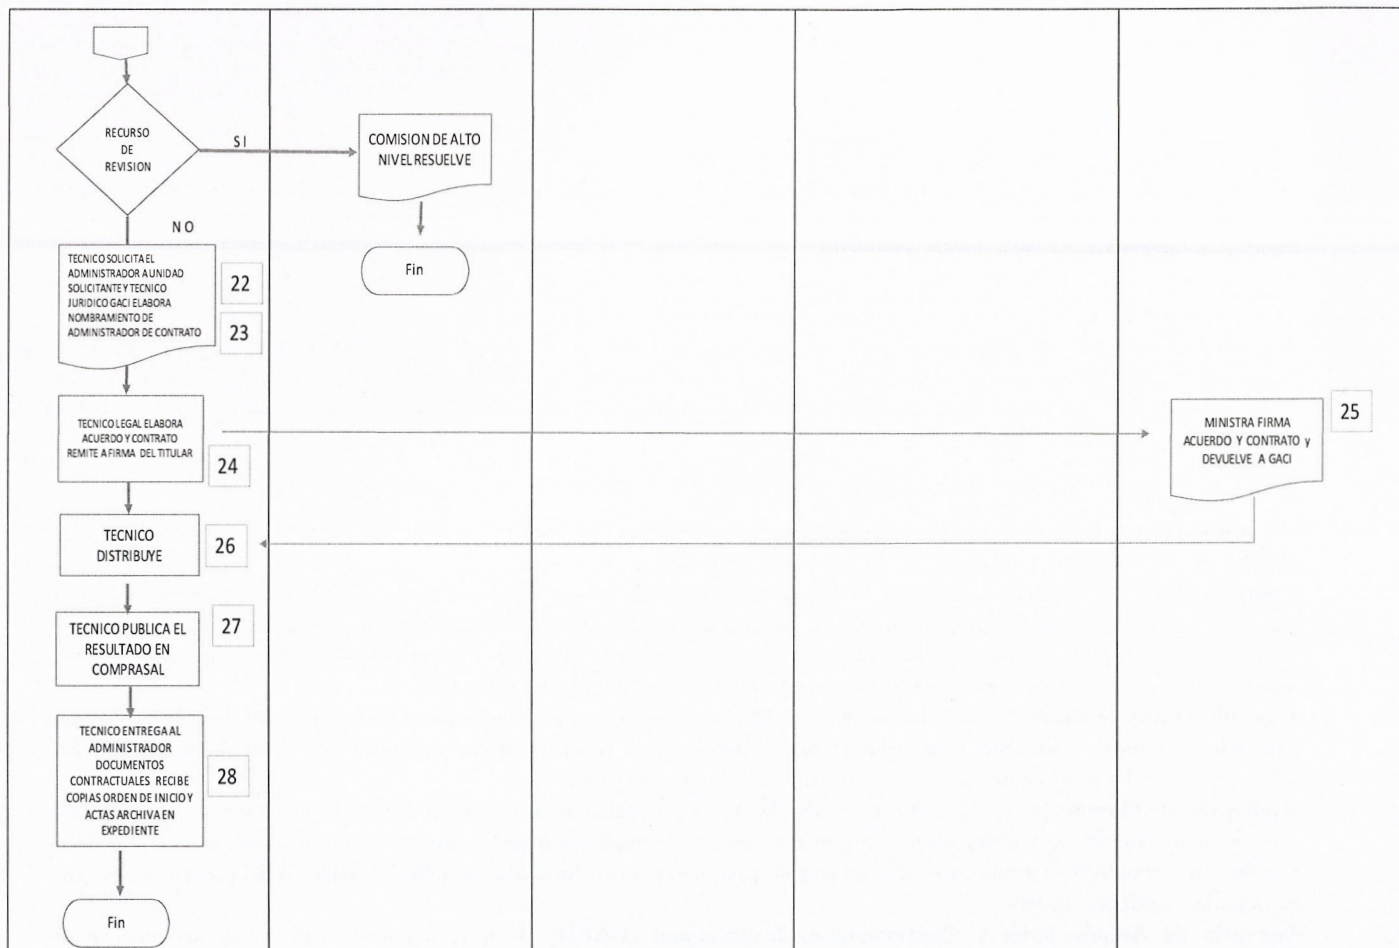 RECURSO
DE
REVISION
SI
COMISION DE ALTO
NIVEL RESUELVE
Fin
NO
TECNICO SOLICITA EL
ADMINISTRADOR A UNIDAD
SOLICITANTE Y TECNICO
JURIDICO GACI ELABORA
NOMBRAMIENTO DE
ADMINISTRADOR DE CONTRATO
22
23
TECNICO LEGAL ELABORA
ACUERDO Y CONTRATO
REMITE A FIRMA DEL TITULAR
24
MINISTRA FIRMA
ACUERDO Y CONTRATO y
DEVUELVE A GACI
25
TECNICO
DISTRIBUYE
26
TECNICO PUBLICA EL
RESULTADO EN
COMPRASAL
27
TECNICO ENTREGA AL
ADMINISTRADOR
DOCUMENTOS
CONTRACTUALES RECIBE
COPIAS ORDEN DE INICIO Y
ACTAS ARCHIVA EN
EXPEDIENTE
28
Fin